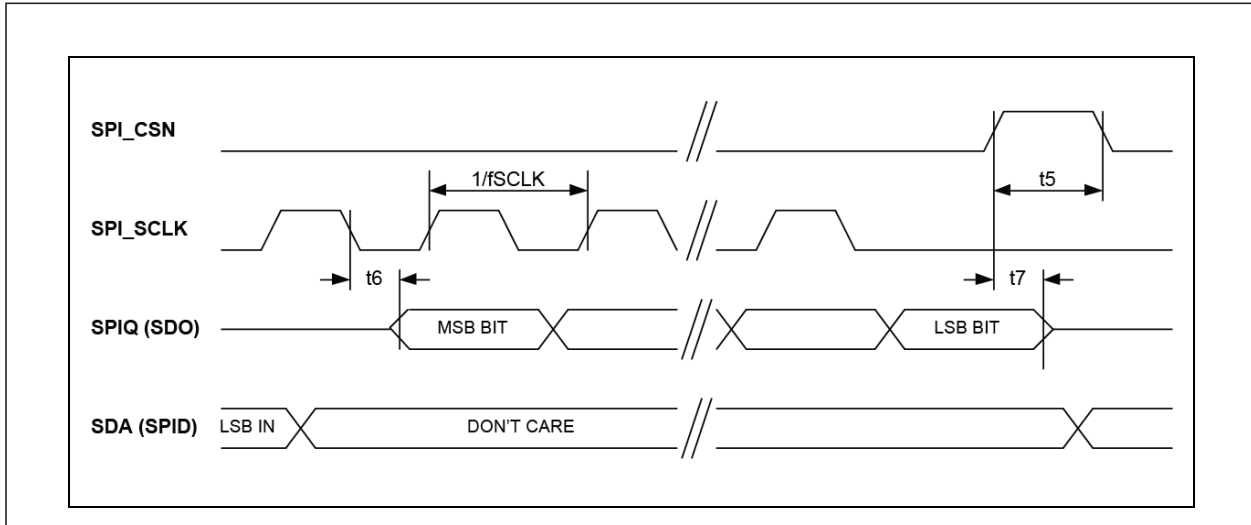 SPI_CSN
t5
1/fSCLK
SPI_SCLK
t6
t7
SPIQ (SDO)
MSB BIT
LSB BIT
SDA (SPID)
LSB IN
DON'T CARE